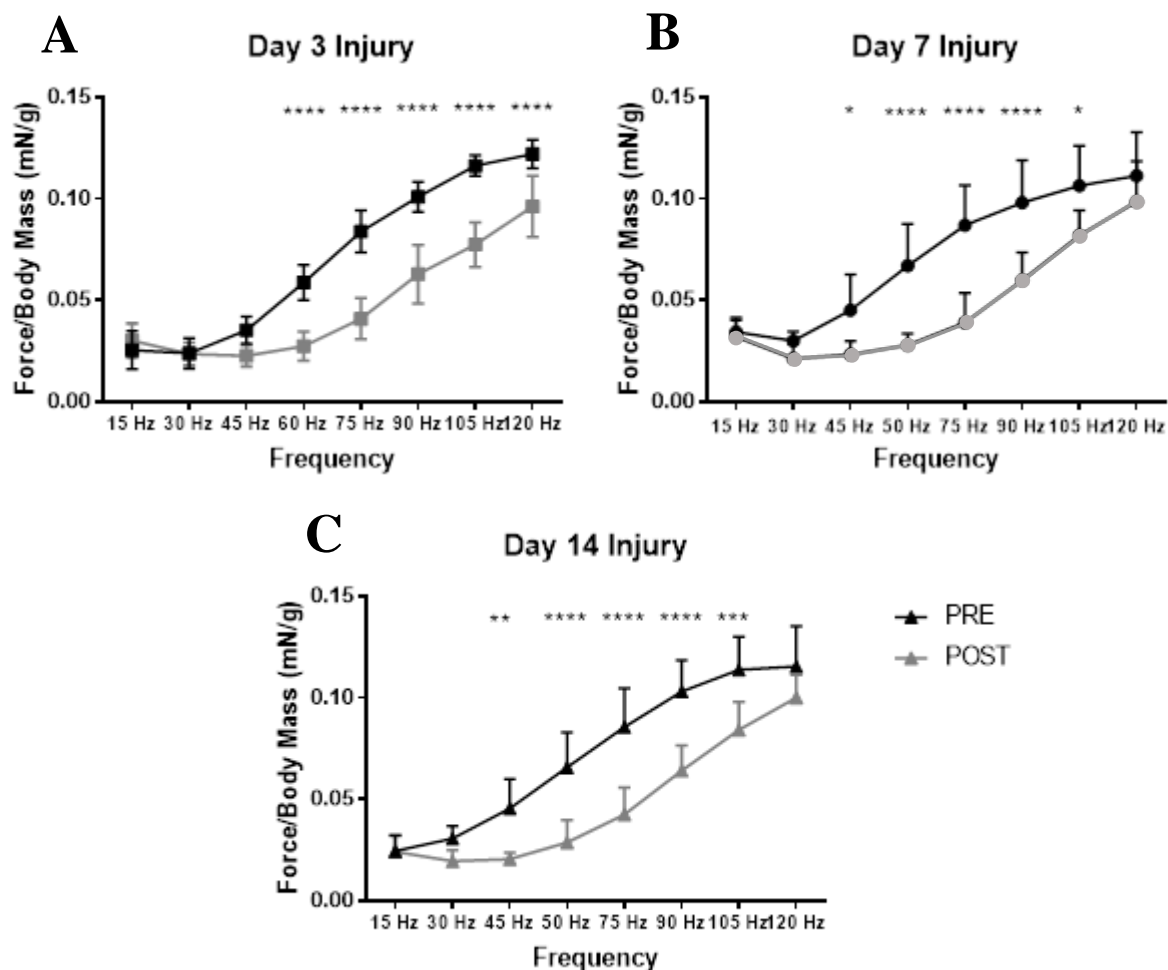 A
Day 3 Injury
Force/Body Mass (mN/g)
0.15
0.10
0.05
0.00
**** **** **** **** ****
15 Hz 30 Hz 45 Hz 60 Hz 75 Hz 90 Hz 105 Hz 120 Hz
Frequency
B
Day 7 Injury
Force/Body Mass (mN/g)
0.15
0.10
0.05
0.00
* **** **** **** *
15 Hz 30 Hz 45 Hz 50 Hz 75 Hz 90 Hz 105 Hz 120 Hz
Frequency
C
Day 14 Injury
Force/Body Mass (mN/g)
0.15
0.10
0.05
0.00
** **** **** **** ***
15 Hz 30 Hz 45 Hz 50 Hz 75 Hz 90 Hz 105 Hz 120 Hz
Frequency
PRE
POST